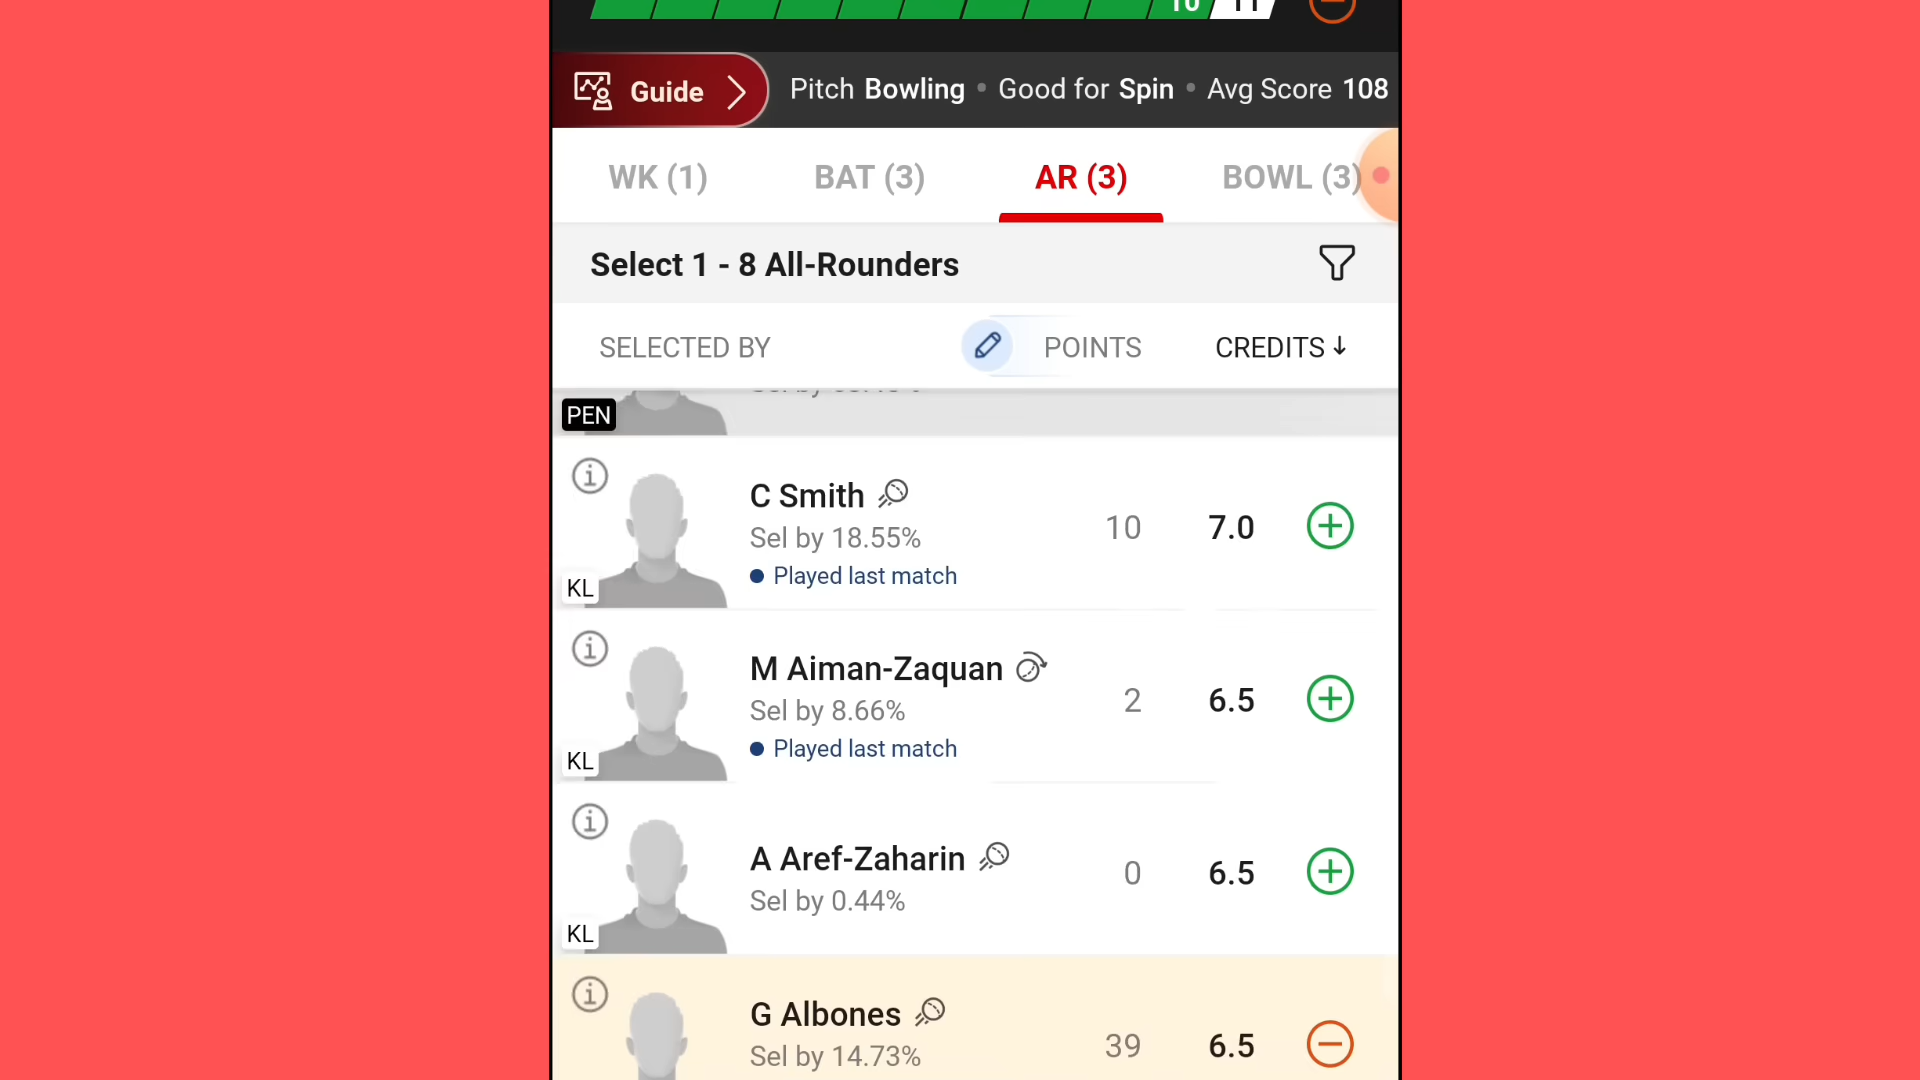 10 11
Guide Pitch Bowling • Good for Spin • Avg Score 108
WK (1) BAT (3) AR (3) BOWL (3)
Select 1 - 8 All-Rounders
SELECTED BY POINTS CREDITS ↓
PEN
C Smith
Sel by 18.55% 10 7.0
• Played last match
KL
M Aiman-Zaquan
Sel by 8.66% 2 6.5
• Played last match
KL
A Aref-Zaharin 0 6.5
Sel by 0.44%
KL
G Albones
Sel by 14.73% 39 6.5